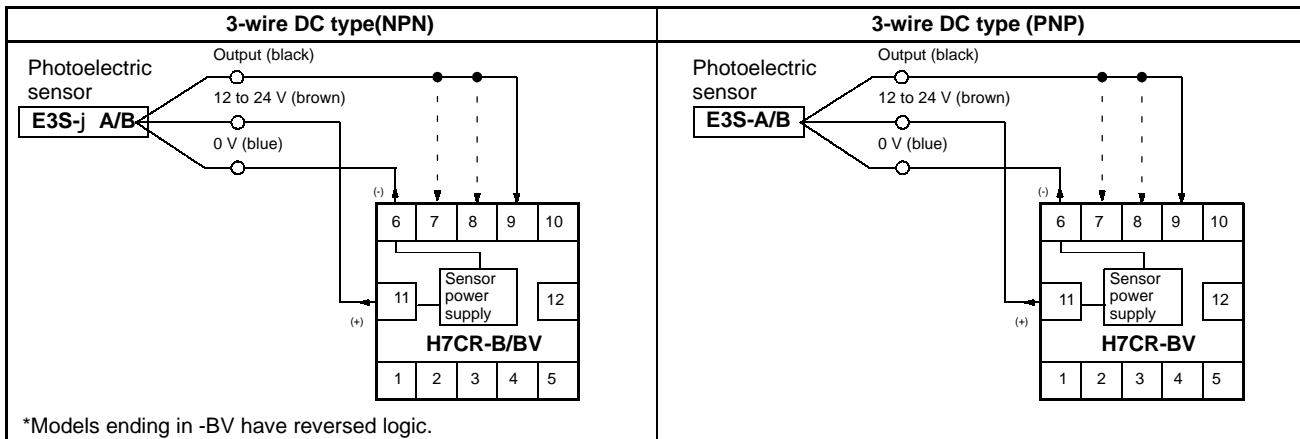 3-wire DC type(NPN)
Output (black)
Photoelectric
sensor
12 to 24 V (brown)
E3S-j A/B
0 V (blue)
(-)
6 7 8 9 10
11
Sensor
power
supply
12
(+)
H7CR-B/BV
1 2 3 4 5
*Models ending in -BV have reversed logic.
3-wire DC type (PNP)
Output (black)
Photoelectric
sensor
12 to 24 V (brown)
E3S-A/B
0 V (blue)
(-)
6 7 8 9 10
11
Sensor
power
supply
12
(+)
H7CR-BV
1 2 3 4 5